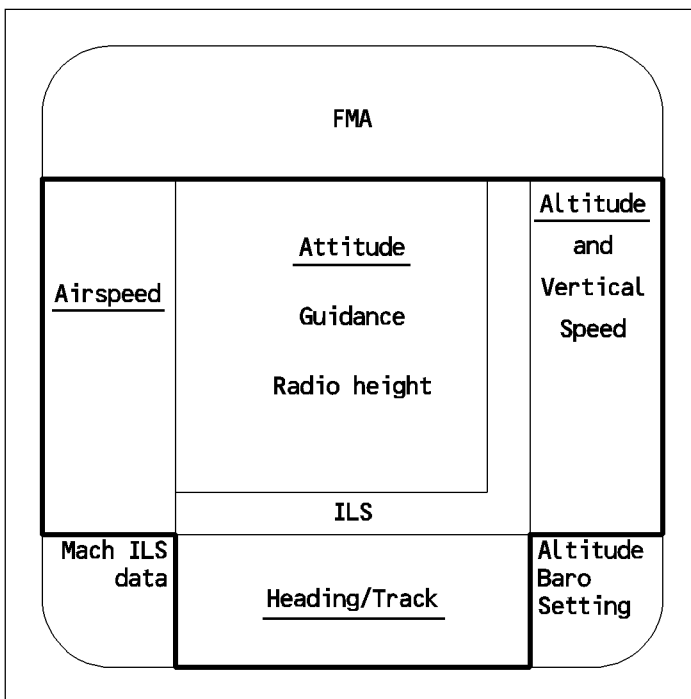 FMA
Airspeed
Attitude
Guidance
Radio height
Altitude
and
Vertical
Speed
ILS
Mach ILS
data
Heading/Track
Altitude
Baro
Setting